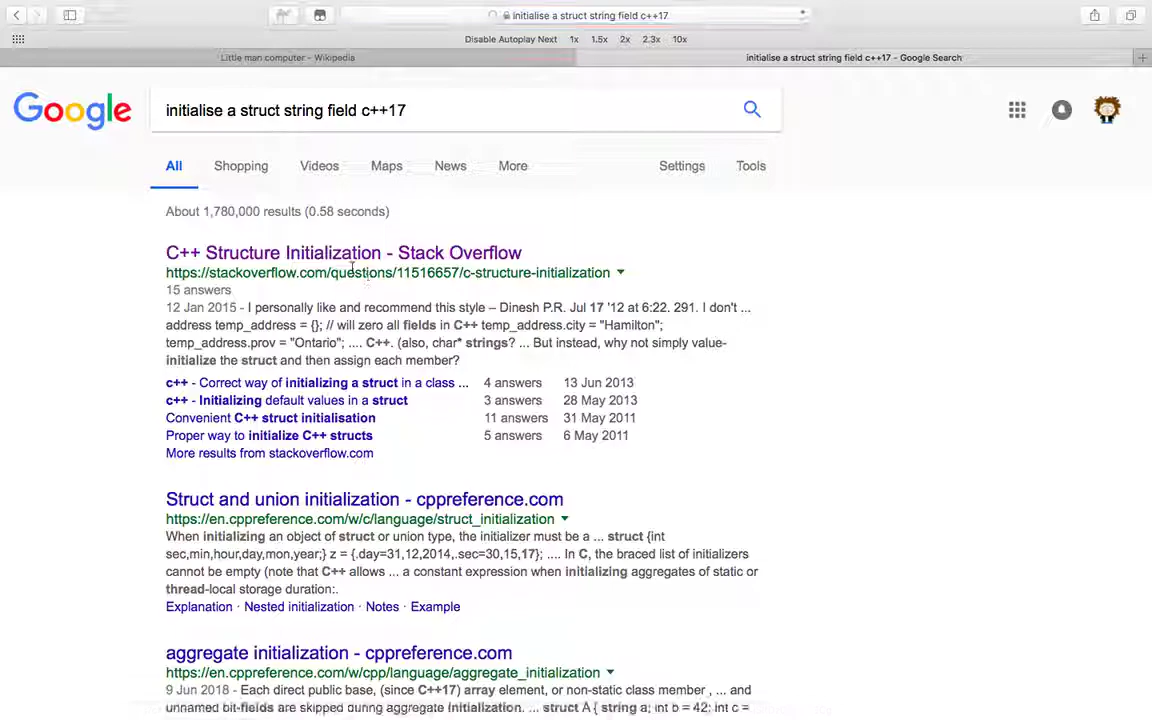 initialise a struct string field c++17
Disable Autoplay Next 1x 1.5x 2x 2.3x 10x
Little man computer - Wikipedia
initialise a struct string field c++17 - Google Search
Google
initialise a struct string field c++17
All Shopping Videos Maps News More Settings Tools
About 1,780,000 results (0.58 seconds)
C++ Structure Initialization - Stack Overflow
https://stackoverflow.com/questions/11516657/c-structure-initialization
15 answers
12 Jan 2015 - I personally like and recommend this style – Dinesh P.R. Jul 17 '12 at 6:22. 291. I don't ...
address temp_address = {}; // will zero all fields in C++ temp_address.city = "Hamilton";
temp_address.prov = "Ontario"; .... C++. (also, char* strings? ... But instead, why not simply value-
initialize the struct and then assign each member?
c++ - Correct way of initializing a struct in a class ... 4 answers 13 Jun 2013
c++ - Initializing default values in a struct 3 answers 28 May 2013
Convenient C++ struct initialisation 11 answers 31 May 2011
Proper way to initialize C++ structs 5 answers 6 May 2011
More results from stackoverflow.com
Struct and union initialization - cppreference.com
https://en.cppreference.com/w/c/language/struct_initialization
When initializing an object of struct or union type, the initializer must be a ... struct {int
sec,min,hour,day,mon,year;} z = {.day=31,12,2014,.sec=30,15,17}; .... In C, the braced list of initializers
cannot be empty (note that C++ allows ... a constant expression when initializing aggregates of static or
thread-local storage duration:.
Explanation · Nested initialization · Notes · Example
aggregate initialization - cppreference.com
https://en.cppreference.com/w/cpp/language/aggregate_initialization
9 Jun 2018 - Each direct public base, (since C++17) array element, or non-static class member , ... and
unnamed bit-fields are skipped during aggregate initialization. ... struct A { string a; int b = 42; int c =